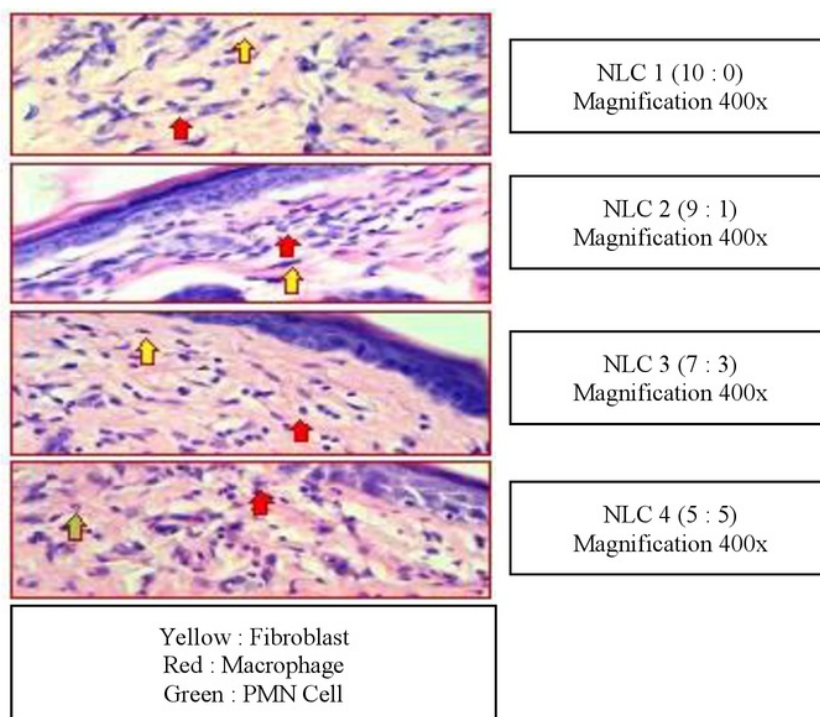 NLC 1 (10 : 0)
Magnification 400x
NLC 2 (9 : 1)
Magnification 400x
NLC 3 (7 : 3)
Magnification 400x
NLC 4 (5 : 5)
Magnification 400x
Yellow : Fibroblast
Red : Macrophage
Green : PMN Cell